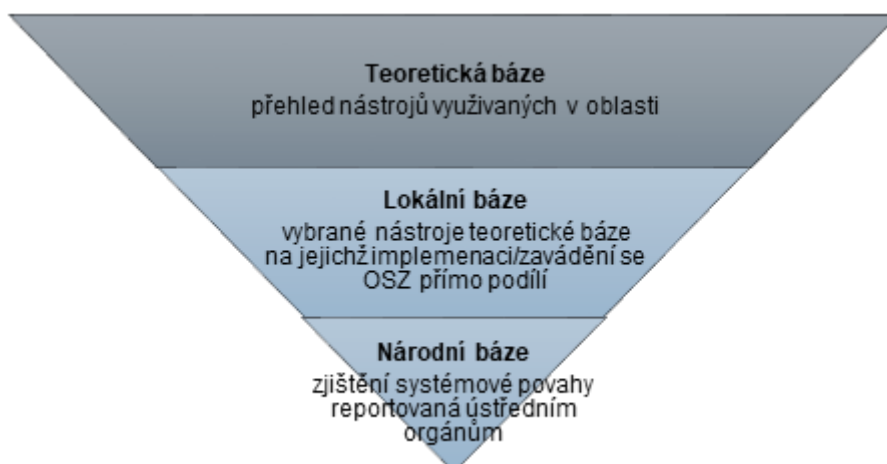 Teoretická báze
přehled nástrojů využivaných v oblasti
Lokální báze
vybrané nástroje teoretické báze
na jejichž implemenaci/zavádění se
OSZ přímo podílí
Národní báze
zjištění systémové povahy
reportovaná ústředním
orgánům